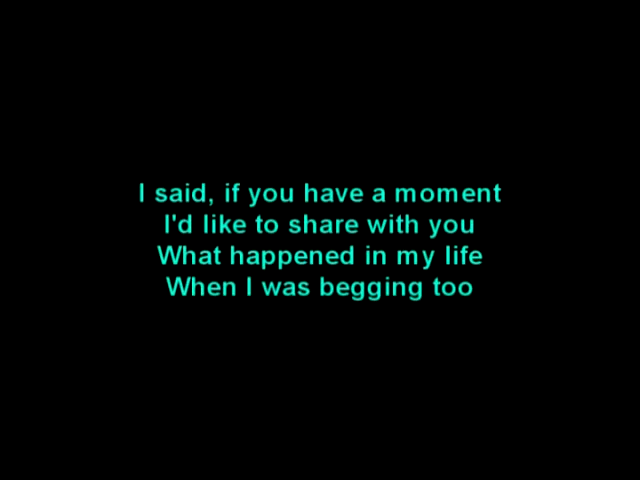 I said, if you have a moment
I'd like to share with you
What happened in my life
When I was begging too